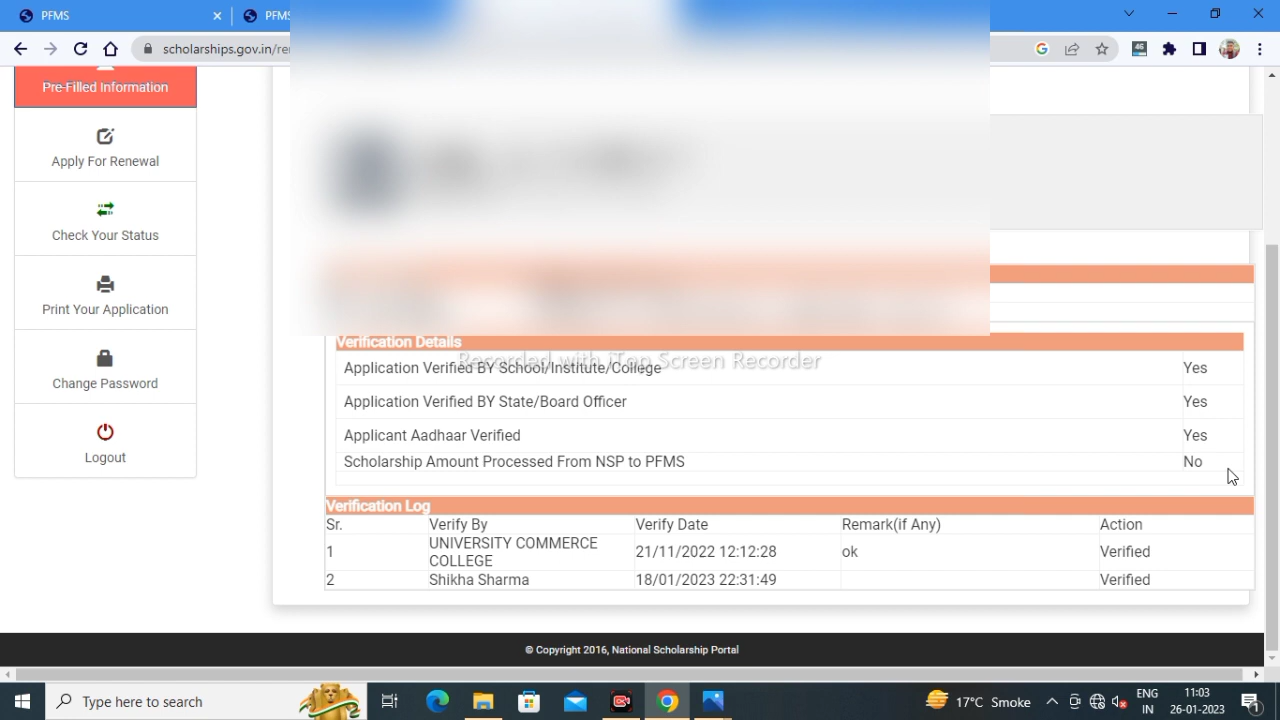 PFMS
PFMS
scholarships.gov.in/re
46
Pre-Filled Information
Apply For Renewal
Check Your Status
Print Your Application
Change Password
Logout
Verification Details
Recorded with iTop Screen Recorder
Application Verified BY School/Institute/College Yes
Application Verified BY State/Board Officer Yes
Applicant Aadhaar Verified Yes
Scholarship Amount Processed From NSP to PFMS No
Verification Log
Sr. Verify By Verify Date Remark(if Any) Action
1 UNIVERSITY COMMERCE COLLEGE 21/11/2022 12:12:28 ok Verified
2 Shikha Sharma 18/01/2023 22:31:49 Verified
© Copyright 2016, National Scholarship Portal
Type here to search
17°C Smoke
ENG
IN
11:03
26-01-2023
1